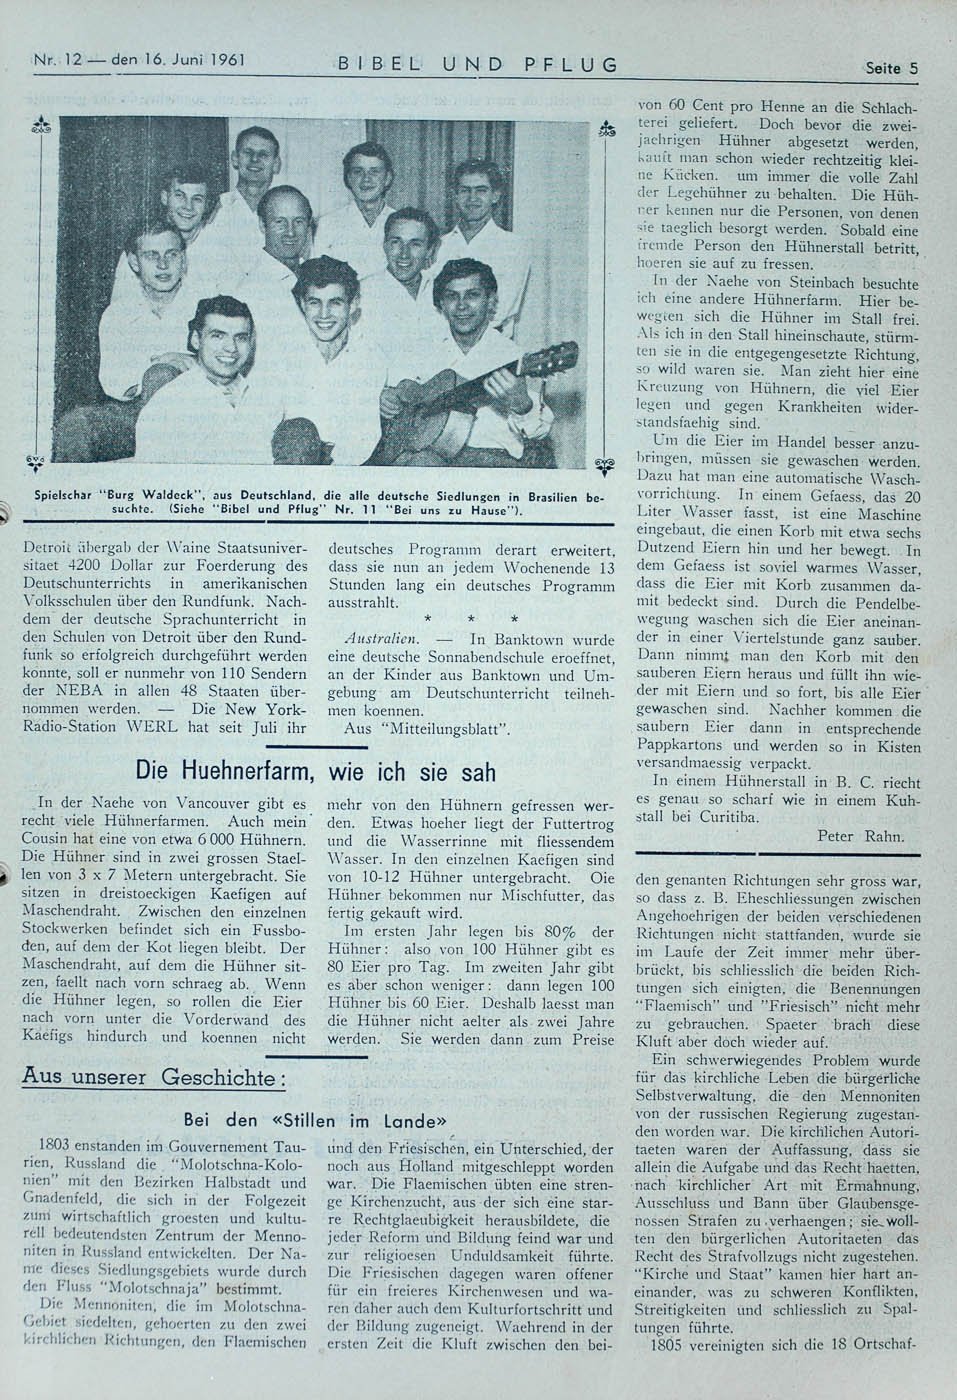 Nr. 12 — den 16. Juni 1961
BIBEL UND PFLUG
Seite 5
Spielschar "Burg Waldeck", aus Deutschland, die alle deutsche Siedlungen in Brasilien be-
suchte. (Siehe "Bibel und Pflug" Nr. 11 "Bei uns zu Hause").
Detroit übergab der Waine Staatsuniver-
sitaet 4200 Dollar zur Foerderung des
Deutschunterrichts in amerikanischen
Volksschulen über den Rundfunk. Nach-
dem der deutsche Sprachunterricht in
den Schulen von Detroit über den Rund-
funk so erfolgreich durchgeführt werden
konnte, soll er nunmehr von 110 Sendern
der NEBA in allen 48 Staaten über-
nommen werden. — Die New York-
Radio-Station WERL hat seit Juli ihr
deutsches Programm derart erweitert,
dass sie nun an jedem Wochenende 13
Stunden lang ein deutsches Programm
ausstrahlt.
* * *
Australien. — In Banktown wurde
eine deutsche Sonnabendschule eroeffnet,
an der Kinder aus Banktown und Um-
gebung am Deutschunterricht teilneh-
men koennen.
Aus "Mitteilungsblatt".
Die Huehnerfarm, wie ich sie sah
In der Naehe von Vancouver gibt es
recht viele Hühnerfarmen. Auch mein
Cousin hat eine von etwa 6 000 Hühnern.
Die Hühner sind in zwei grossen Stael-
len von 3 x 7 Metern untergebracht. Sie
sitzen in dreistoeckigen Kaefigen auf
Maschendraht. Zwischen den einzelnen
Stockwerken befindet sich ein Fussbo-
den, auf dem der Kot liegen bleibt. Der
Maschendraht, auf dem die Hühner sit-
zen, faellt nach vorn schraeg ab. Wenn
die Hühner legen, so rollen die Eier
nach vorn unter die Vorderwand des
Kaefigs hindurch und koennen nicht
mehr von den Hühnern gefressen wer-
den. Etwas hoeher liegt der Futtertrog
und die Wasserrinne mit fliessendem
Wasser. In den einzelnen Kaefigen sind
von 10-12 Hühner untergebracht. Oie
Hühner bekommen nur Mischfutter, das
fertig gekauft wird.
Im ersten Jahr legen bis 80% der
Hühner: also von 100 Hühner gibt es
80 Eier pro Tag. Im zweiten Jahr gibt
es aber schon weniger: dann legen 100
Hühner bis 60 Eier. Deshalb laesst man
die Hühner nicht aelter als zwei Jahre
werden. Sie werden dann zum Preise
von 60 Cent pro Henne an die Schlach-
terei geliefert. Doch bevor die zwei-
jaehrigen Hühner abgesetzt werden,
kauft man schon wieder rechtzeitig klei-
ne Kücken. um immer die volle Zahl
der Legehühner zu behalten. Die Hüh-
ner kennen nur die Personen, von denen
sie taeglich besorgt werden. Sobald eine
fremde Person den Hühnerstall betritt,
hoeren sie auf zu fressen.
In der Naehe von Steinbach besuchte
ich eine andere Hühnerfarm. Hier be-
wegten sich die Hühner im Stall frei.
Als ich in den Stall hineinschaute, stürm-
ten sie in die entgegengesetzte Richtung,
so wild waren sie. Man zieht hier eine
Kreuzung von Hühnern, die viel Eier
legen und gegen Krankheiten wider-
standsfaehig sind.
Um die Eier im Handel besser anzu-
bringen, müssen sie gewaschen werden.
Dazu hat man eine automatische Wasch-
vorrichtung. In einem Gefaess, das 20
Liter Wasser fasst, ist eine Maschine
eingebaut, die einen Korb mit etwa sechs
Dutzend Eiern hin und her bewegt. In
dem Gefaess ist soviel warmes Wasser,
dass die Eier mit Korb zusammen da-
mit bedeckt sind. Durch die Pendelbe-
wegung waschen sich die Eier aneinan-
der in einer Viertelstunde ganz sauber.
Dann nimmt man den Korb mit den
sauberen Eiern heraus und füllt ihn wie-
der mit Eiern und so fort, bis alle Eier
gewaschen sind. Nachher kommen die
saubern Eier dann in entsprechende
Pappkartons und werden so in Kisten
versandmaessig verpackt.
In einem Hühnerstall in B. C. riecht
es genau so scharf wie in einem Kuh-
stall bei Curitiba.
Peter Rahn.
Aus unserer Geschichte:
Bei den «Stillen im Lande»
1803 enstanden im Gouvernement Tau-
rien, Russland die "Molotschna-Kolo-
nien" mit den Bezirken Halbstadt und
Gnadenfeld, die sich in der Folgezeit
zum wirtschaftlich groesten und kultu-
rell bedeutendsten Zentrum der Menno-
niten in Russland entwickelten. Der Na-
me dieses Siedlungsgebiets wurde durch
den Fluss "Molotschnaja" bestimmt.
Die Mennoniten, die im Molotschna-
Gebiet siedelten, gehoerten zu den zwei
kirchlichen Richtungen, den Flaemischen
und den Friesischen, ein Unterschied, der
noch aus Holland mitgeschleppt worden
war. Die Flaemischen übten eine stren-
ge Kirchenzucht, aus der sich eine star-
re Rechtglaeubigkeit herausbildete, die
jeder Reform und Bildung feind war und
zur religioesen Unduldsamkeit führte.
Die Friesischen dagegen waren offener
für ein freieres Kirchenwesen und wa-
ren daher auch dem Kulturfortschritt und
der Bildung zugeneigt. Waehrend in der
ersten Zeit die Kluft zwischen den bei-
den genanten Richtungen sehr gross war,
so dass z. B. Eheschliessungen zwischen
Angehoehrigen der beiden verschiedenen
Richtungen nicht stattfanden, wurde sie
im Laufe der Zeit immer mehr über-
brückt, bis schliesslich die beiden Rich-
tungen sich einigten, die Benennungen
"Flaemisch" und "Friesisch" nicht mehr
zu gebrauchen. Spaeter brach diese
Kluft aber doch wieder auf.
Ein schwerwiegendes Problem wurde
für das kirchliche Leben die bürgerliche
Selbstverwaltung, die den Mennoniten
von der russischen Regierung zugestan-
den worden war. Die kirchlichen Autori-
taeten waren der Auffassung, dass sie
allein die Aufgabe und das Recht haetten,
nach kirchlicher Art mit Ermahnung,
Ausschluss und Bann über Glaubensge-
nossen Strafen zu verhaengen; sie woll-
ten den bürgerlichen Autoritaeten das
Recht des Strafvollzugs nicht zugestehen.
"Kirche und Staat" kamen hier hart an-
einander, was zu schweren Konflikten,
Streitigkeiten und schliesslich zu Spal-
tungen führte.
1805 vereinigten sich die 18 Ortschaf-